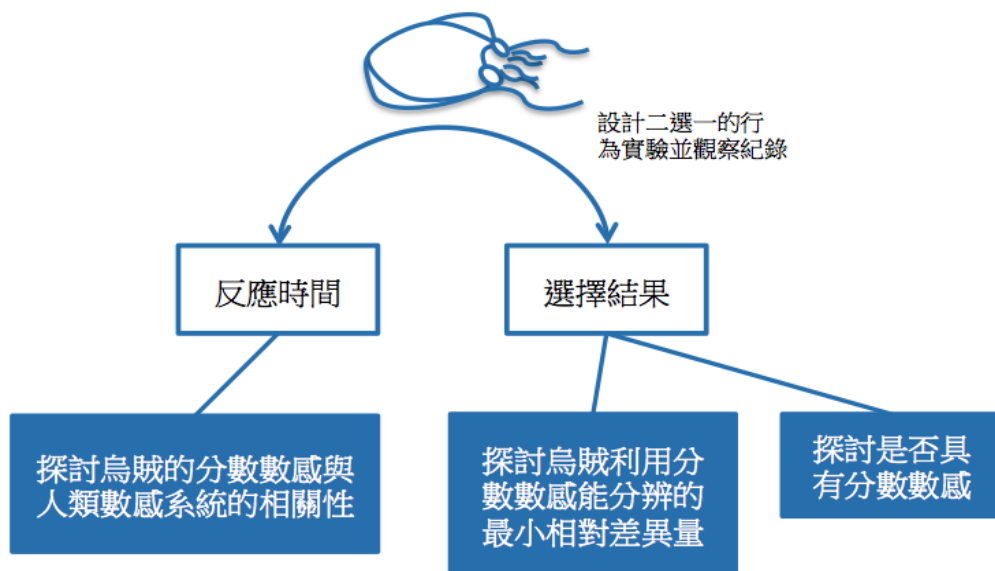 設計二選一的行
為實驗並觀察紀錄
反應時間
選擇結果
探討烏賊的分數數感與
人類數感系統的相關性
探討烏賊利用分
數數感能分辨的
最小相對差異量
探討是否具
有分數數感